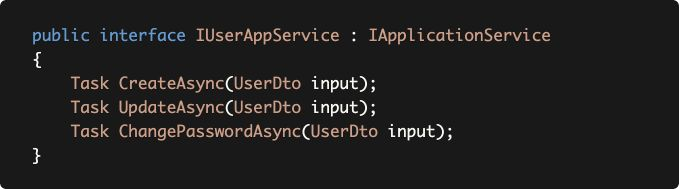 public interface IUserAppService : IApplicationService
{
    Task CreateAsync(UserDto input);
    Task UpdateAsync(UserDto input);
    Task ChangePasswordAsync(UserDto input);
}